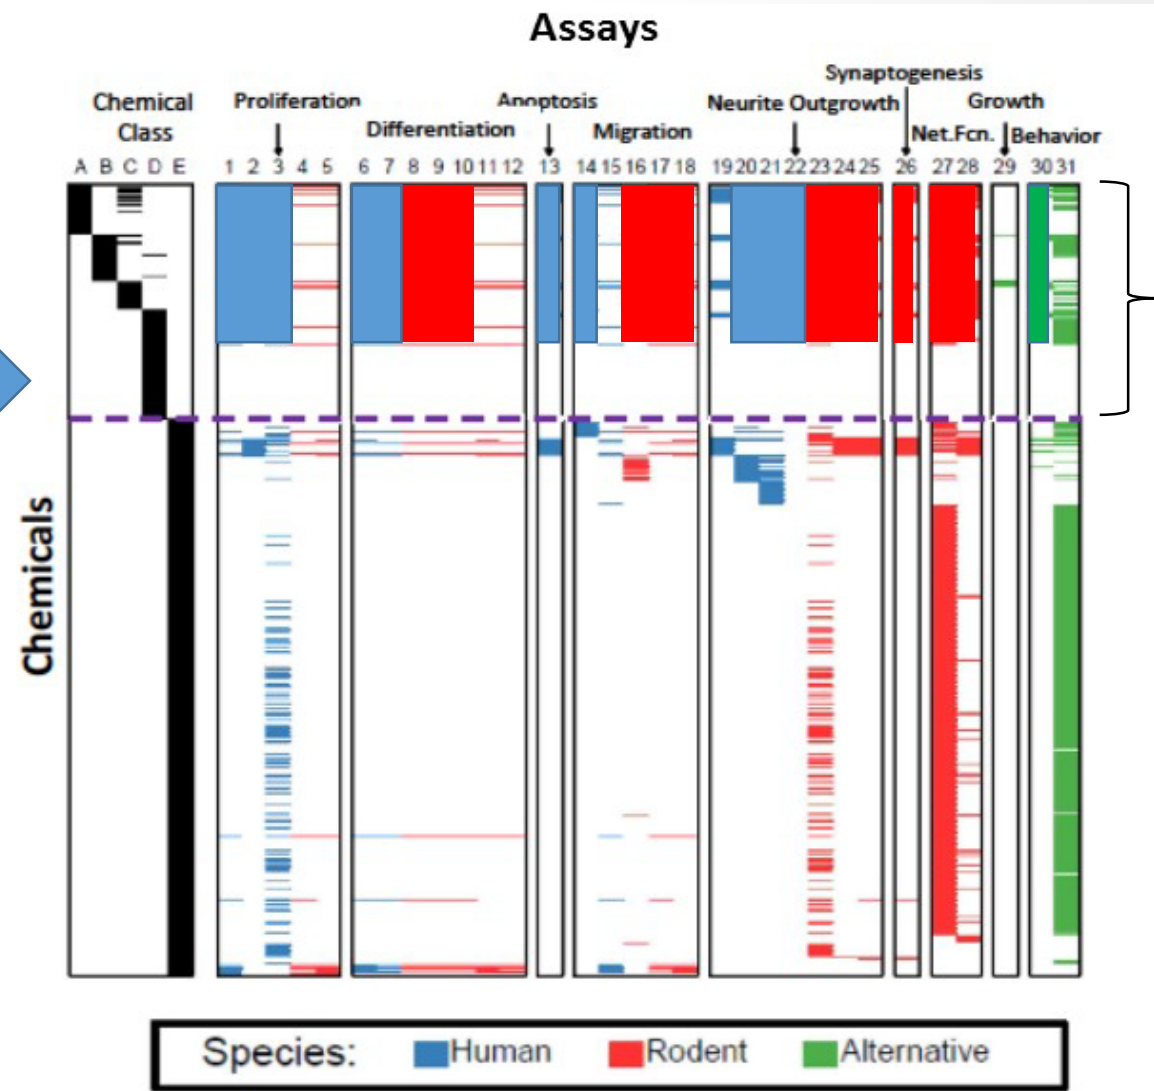 Assays
Synaptogenesis
Chemical Class
Proliferation
Apoptosis
Neurite Outgrowth
Growth
Differentiation
Migration
Net.Fcn.
Behavior
A B C D E 1 2 3 4 5 6 7 8 9 10 11 12 13 14 15 16 17 18 19 20 21 22 23 24 25 26 27 28 29 30 31
Chemicals
Species: Human Rodent Alternative